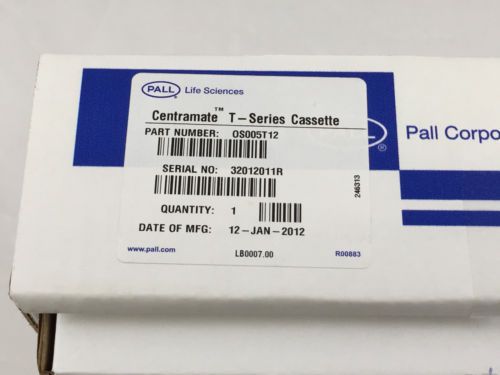 PALL Life Sciences
Centramate™ T-Series Cassette
PART NUMBER: OS005T12
SERIAL NO: 32012011R
QUANTITY: 1
DATE OF MFG: 12-JAN-2012
246313
www.pall.com LB0007.00 R00883
PALL ® Pall Corpo